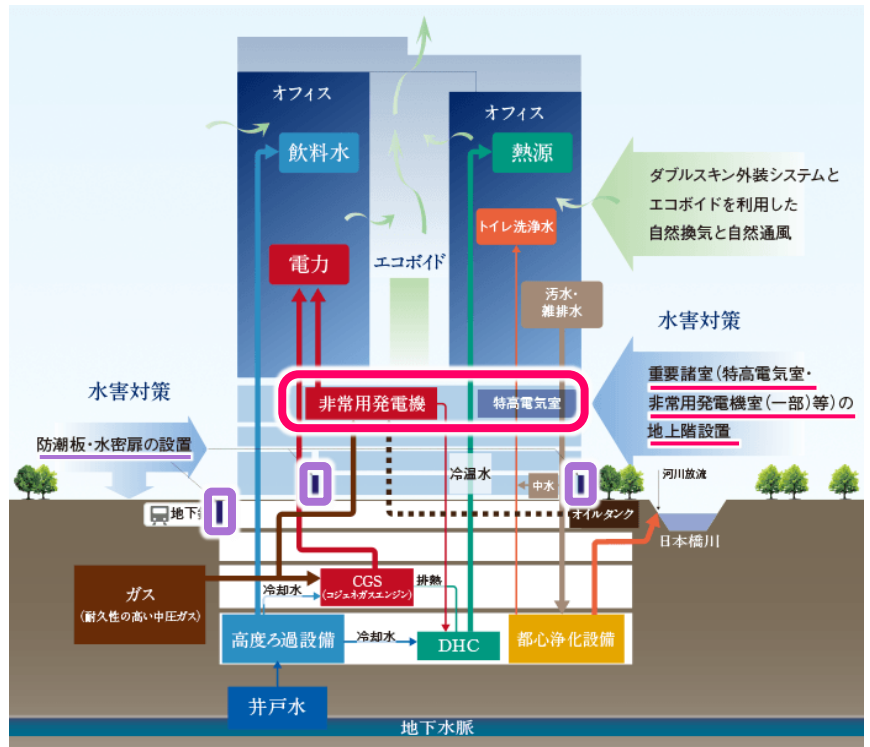 オフィス
オフィス
飲料水
熱源
ダブルスキン外装システムと
エコボイドを利用した
自然換気と自然通風
トイレ洗浄水
電力
エコボイド
汚水・
雑排水
水害対策
重要諸室（特高電気室・
非常用発電機室（一部）等）の
地上階設置
水害対策
防潮板・水密扉の設置
非常用発電機
特高電気室
冷温水
中水
河川放流
地下
オイルタンク
日本橋川
ガス
（耐久性の高い中圧ガス）
冷却水
CGS
（コジェネガスエンジン）
排熱
高度ろ過設備
冷却水
DHC
都心浄化設備
井戸水
地下水脈